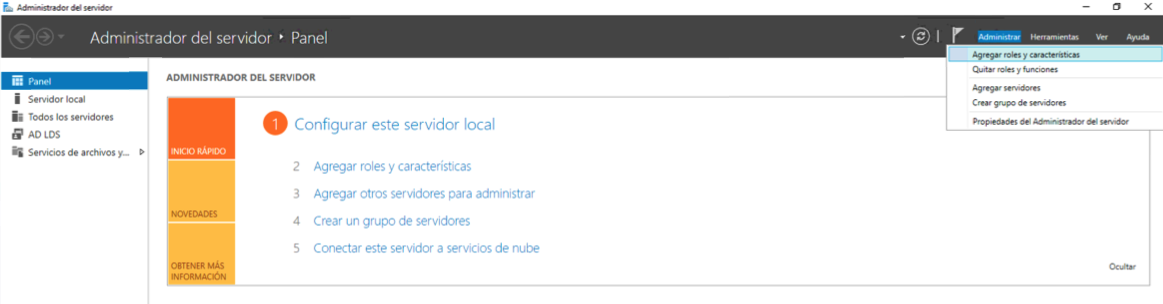 Administrador del servidor
Administrador del servidor • Panel
Administrar Herramientas Ver Ayuda
Agregar roles y características
Quitar roles y funciones
Agregar servidores
Crear grupo de servidores
Propiedades del Administrador del servidor
Panel
Servidor local
Todos los servidores
AD LDS
Servicios de archivos y...
ADMINISTRADOR DEL SERVIDOR
INICIO RÁPIDO
NOVEDADES
OBTENER MÁS
INFORMACIÓN
1 Configurar este servidor local
2 Agregar roles y características
3 Agregar otros servidores para administrar
4 Crear un grupo de servidores
5 Conectar este servidor a servicios de nube
Ocultar